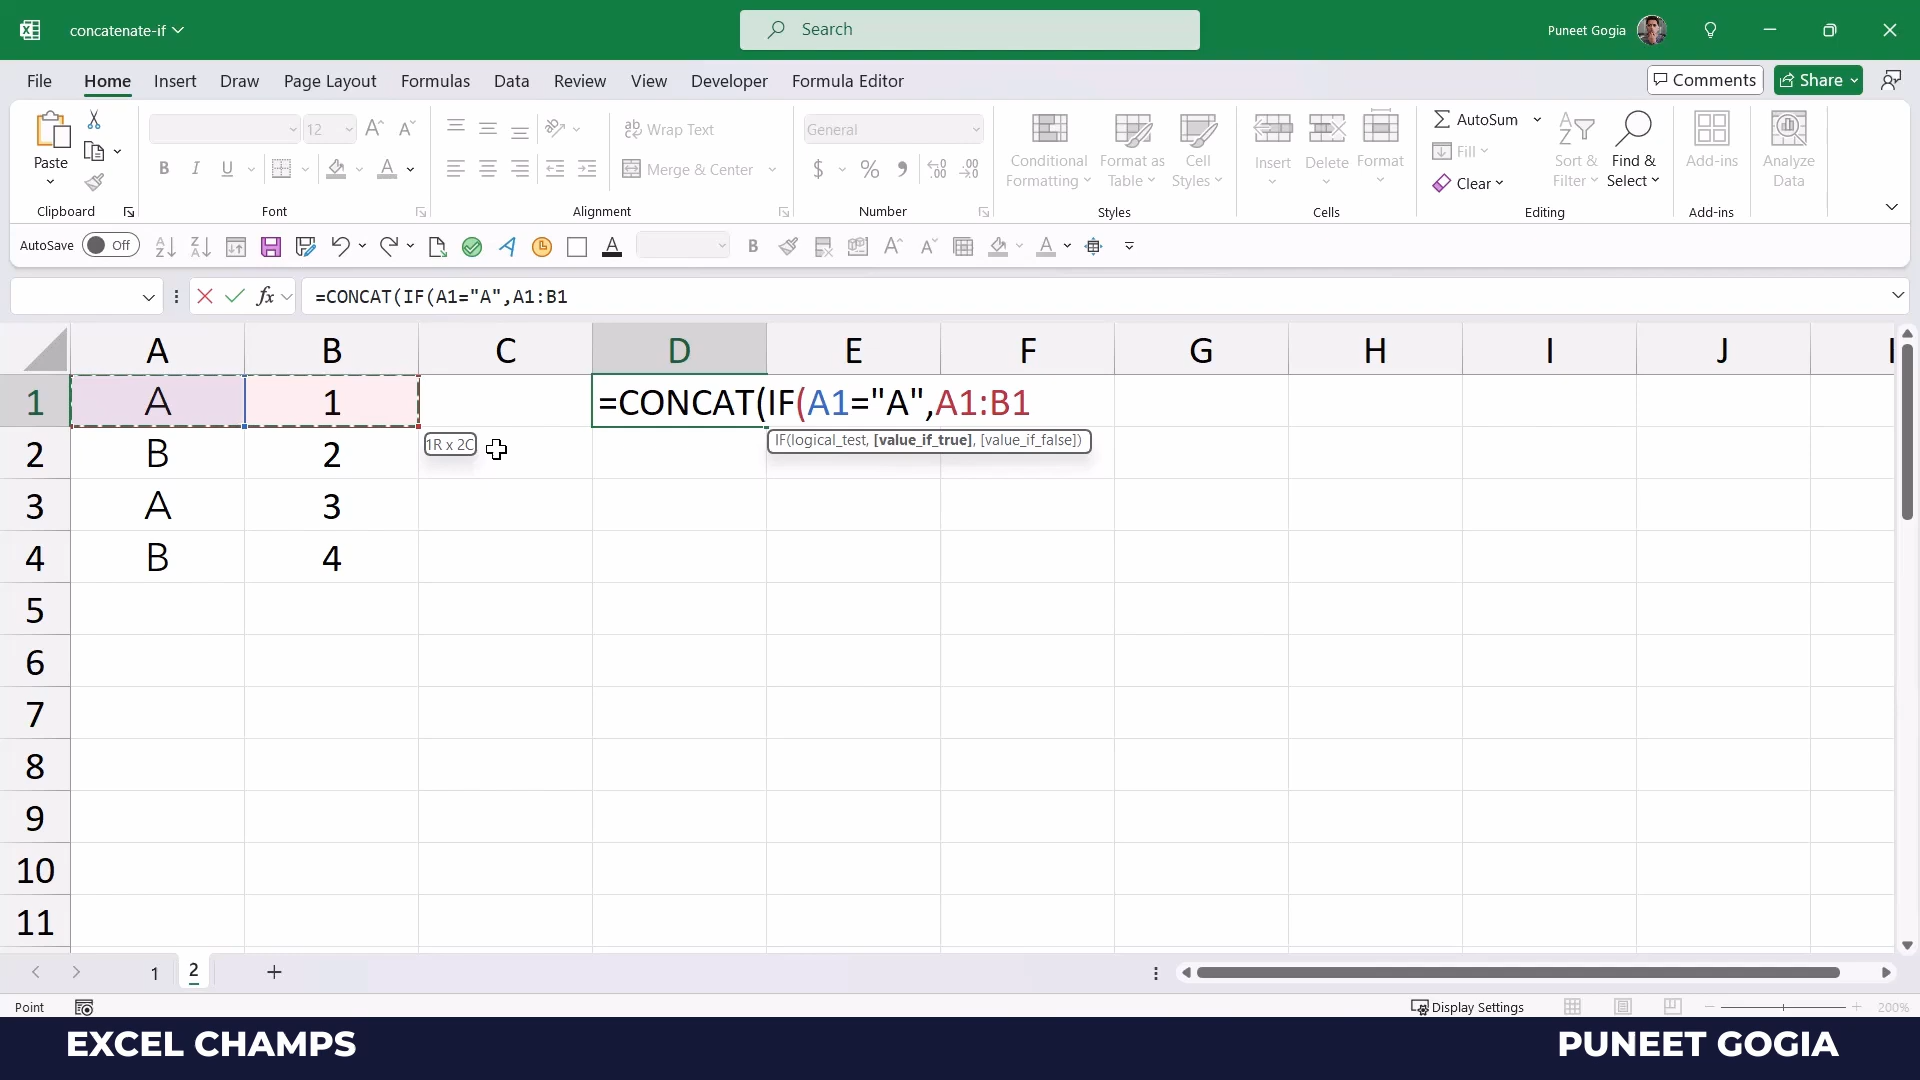 concatenate-if
Search
Puneet Gogia
File Home Insert Draw Page Layout Formulas Data Review View Developer Formula Editor
Comments Share
Paste
12
Wrap Text
General
Conditional Formatting
Format as Table
Cell Styles
Insert Delete Format
AutoSum
Fill
Clear
Sort & Filter
Find & Select
Add-ins
Analyze Data
B I U
Merge & Center
$ % 9
Clipboard Font Alignment Number Styles Cells Editing Add-ins
AutoSave Off
fx =CONCAT(IF(A1="A",A1:B1
A B C D E F G H I J
1 A 1 =CONCAT(IF(A1="A",A1:B1
1R x 2C IF(logical_test, [value_if_true], [value_if_false])
2 B 2
3 A 3
4 B 4
5
6
7
8
9
10
11
1 2 +
Point Display Settings 200%
EXCEL CHAMPS PUNEET GOGIA